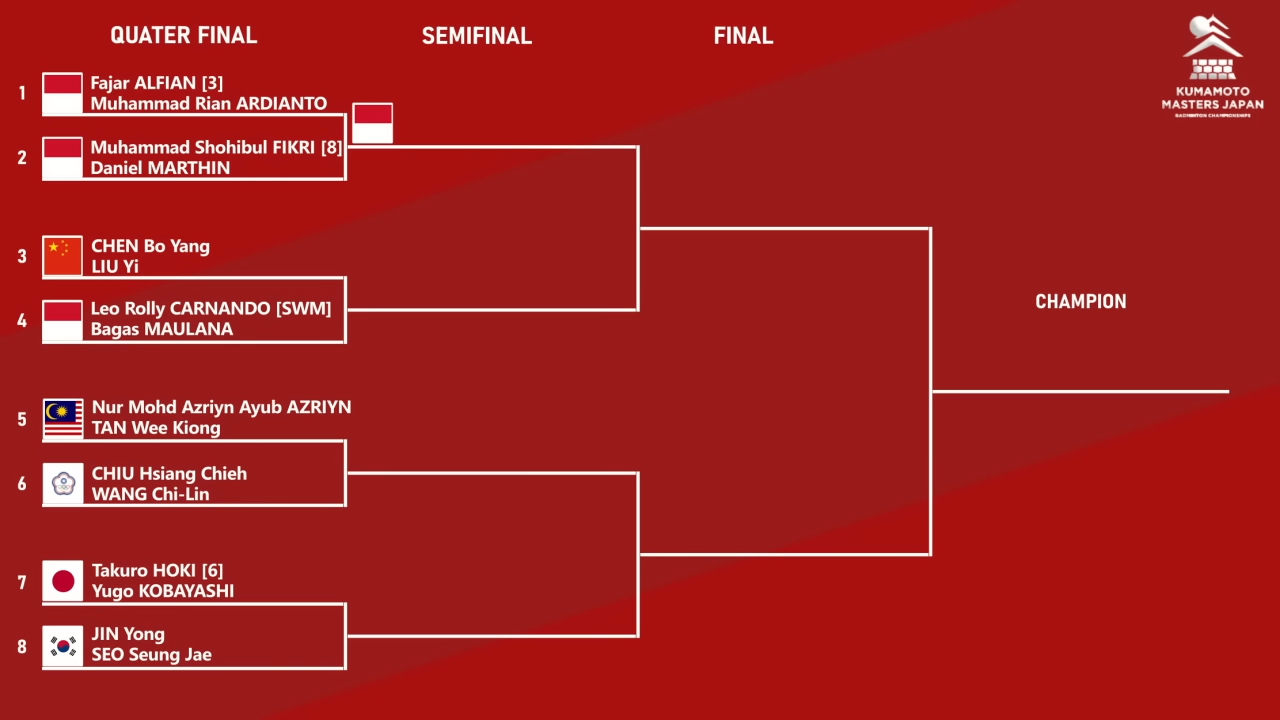 QUATER FINAL
SEMIFINAL
FINAL
KUMAMOTO
MASTERS JAPAN
BADMINTON CHAMPIONSHIPS
1
Fajar ALFIAN [3]
Muhammad Rian ARDIANTO
2
Muhammad Shohibul FIKRI [8]
Daniel MARTHIN
3
CHEN Bo Yang
LIU Yi
4
Leo Rolly CARNANDO [SWM]
Bagas MAULANA
CHAMPION
5
Nur Mohd Azriyn Ayub AZRIYN
TAN Wee Kiong
6
CHIU Hsiang Chieh
WANG Chi-Lin
7
Takuro HOKI [6]
Yugo KOBAYASHI
8
JIN Yong
SEO Seung Jae